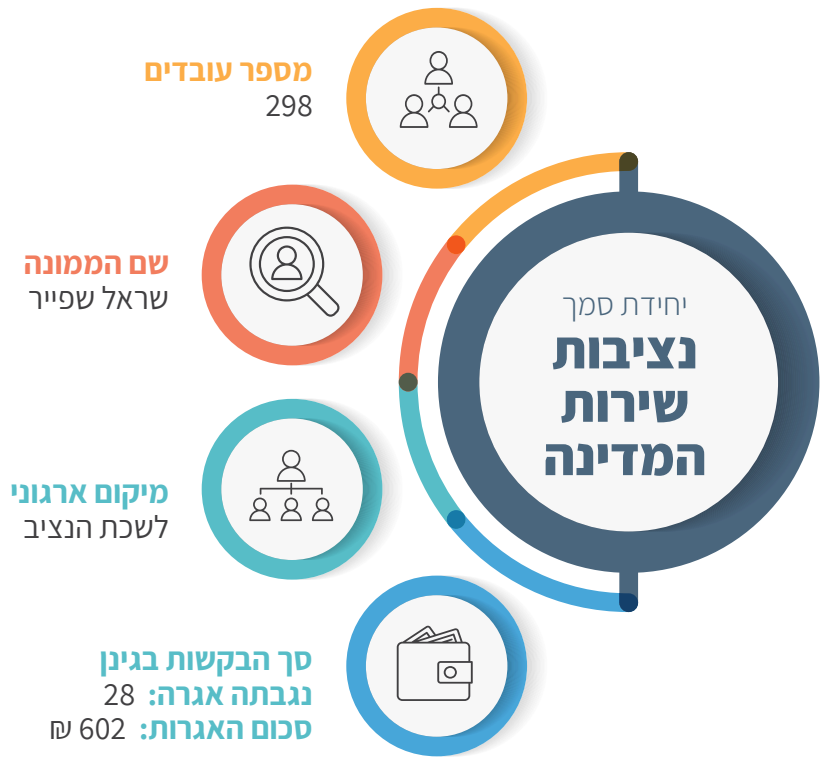 יחידת סמך
נציבות
שירות
המדינה
מספר עובדים
298
שם הממונה
שראל שפייר
מיקום ארגוני
לשכת הנציב
סך הבקשות בגינן
נגבתה אגרה: 28
סכום האגרות: 602 ₪